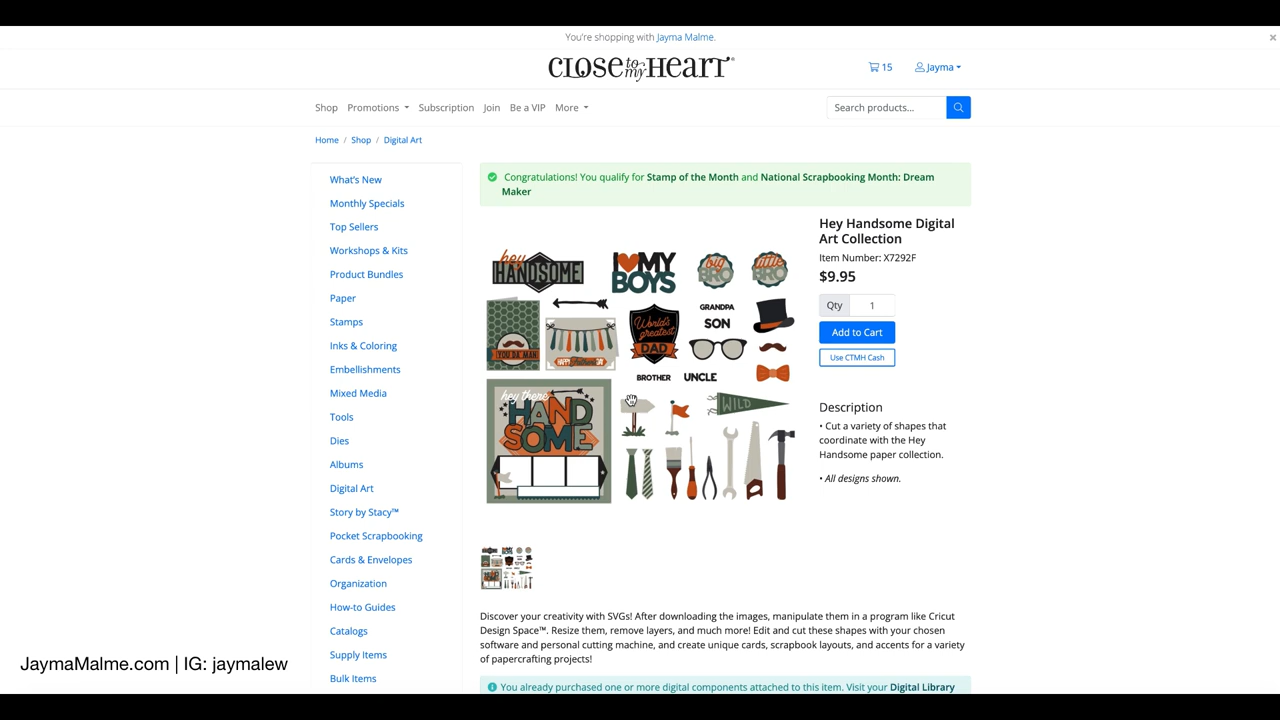 You're shopping with Jayma Malme.
×
CLOSE to my HEART®
15
Jayma
Shop Promotions Subscription Join Be a VIP More
Search products...
Home / Shop / Digital Art
What's New
Monthly Specials
Top Sellers
Workshops & Kits
Product Bundles
Paper
Stamps
Inks & Coloring
Embellishments
Mixed Media
Tools
Dies
Albums
Digital Art
Story by Stacy™
Pocket Scrapbooking
Cards & Envelopes
Organization
How-to Guides
Catalogs
Supply Items
Bulk Items
Congratulations! You qualify for Stamp of the Month and National Scrapbooking Month: Dream
Maker
hey
HANDSOME
I MY
BOYS
big
BRO
little
BRO
YOU DA MAN
HAPPY Father's DAY
World's
greatest
DAD
GRANDPA
SON
BROTHER UNCLE
hey there
HAND
SOME
WILD
Hey Handsome Digital
Art Collection
Item Number: X7292F
$9.95
Qty 1
Add to Cart
Use CTMH Cash
Description
• Cut a variety of shapes that
coordinate with the Hey
Handsome paper collection.
• All designs shown.
Discover your creativity with SVGs! After downloading the images, manipulate them in a program like Cricut
Design Space™. Resize them, remove layers, and much more! Edit and cut these shapes with your chosen
software and personal cutting machine, and create unique cards, scrapbook layouts, and accents for a variety
of papercrafting projects!
You already purchased one or more digital components attached to this item. Visit your Digital Library
JaymaMalme.com | IG: jaymalew